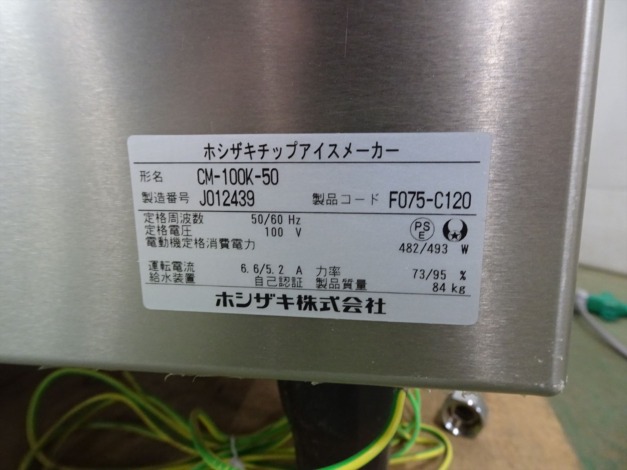 ホシザキチップアイスメーカー
形名 CM-100K-50
製造番号 J012439 製品コード F075-C120
定格周波数 50/60 Hz
定格電圧 100 V
PSE
電動機定格消費電力 482/493 W
運転電流 6.6/5.2 A 力率 73/95 %
給水装置 自己認証 製品質量 84 kg
ホシザキ株式会社